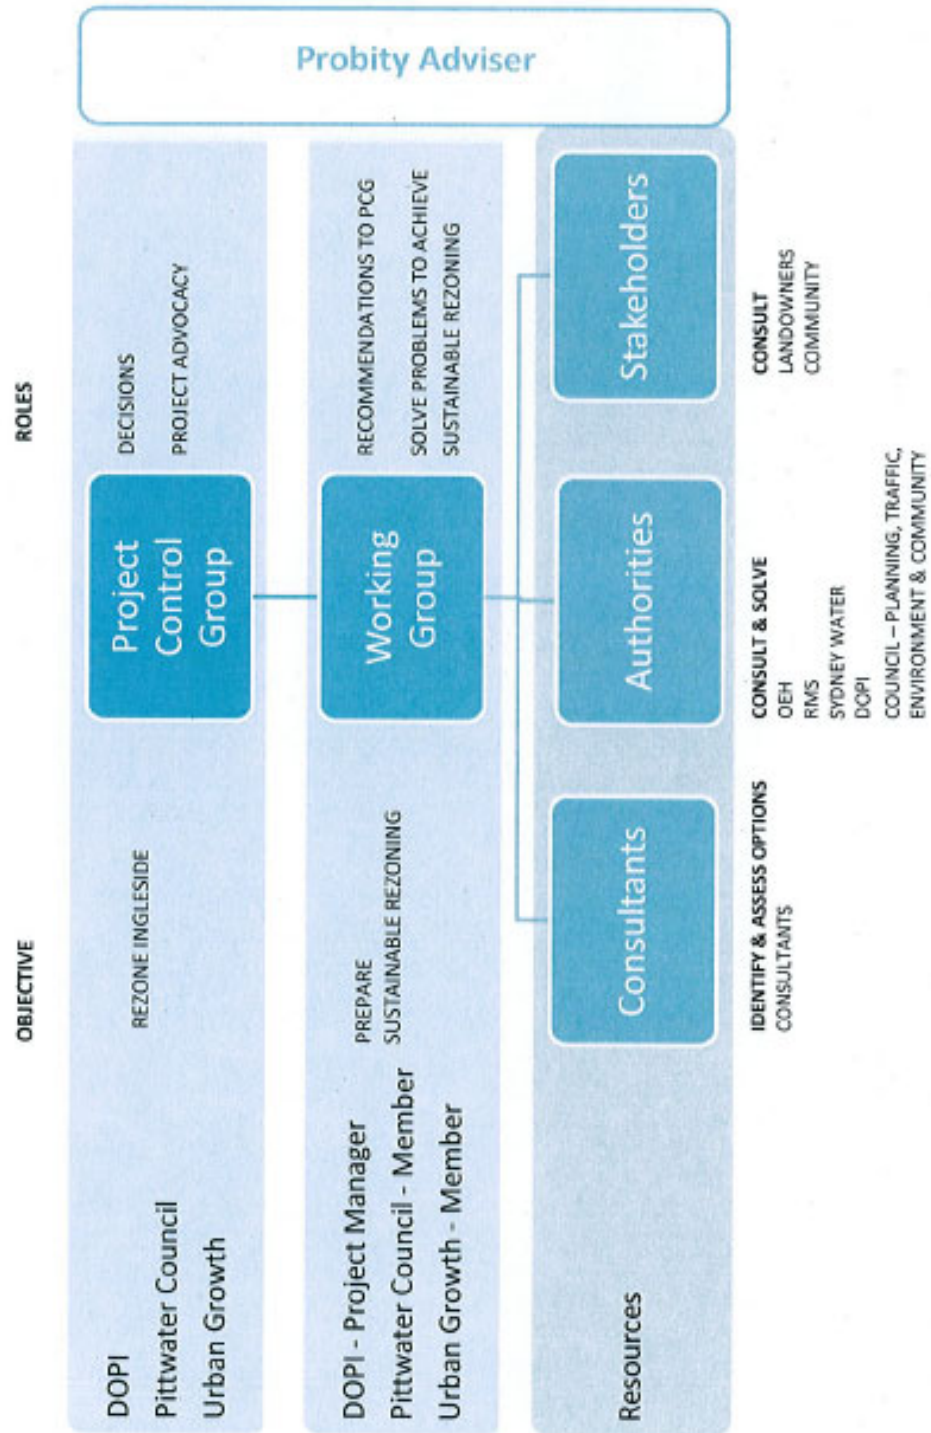 OBJECTIVE
ROLES
DOPI
Pittwater Council
Urban Growth
REZONE INGLESIDE
Project
Control
Group
DECISIONS
PROJECT ADVOCACY
DOPI - Project Manager
Pittwater Council - Member
Urban Growth - Member
PREPARE
SUSTAINABLE REZONING
Working
Group
RECOMMENDATIONS TO PCG
SOLVE PROBLEMS TO ACHIEVE
SUSTAINABLE REZONING
Resources
Consultants
Authorities
Stakeholders
Probity Adviser
IDENTIFY & ASSESS OPTIONS
CONSULTANTS
CONSULT & SOLVE
OEH
RMS
SYDNEY WATER
DOPI
COUNCIL – PLANNING, TRAFFIC,
ENVIRONMENT & COMMUNITY
CONSULT
LANDOWNERS
COMMUNITY